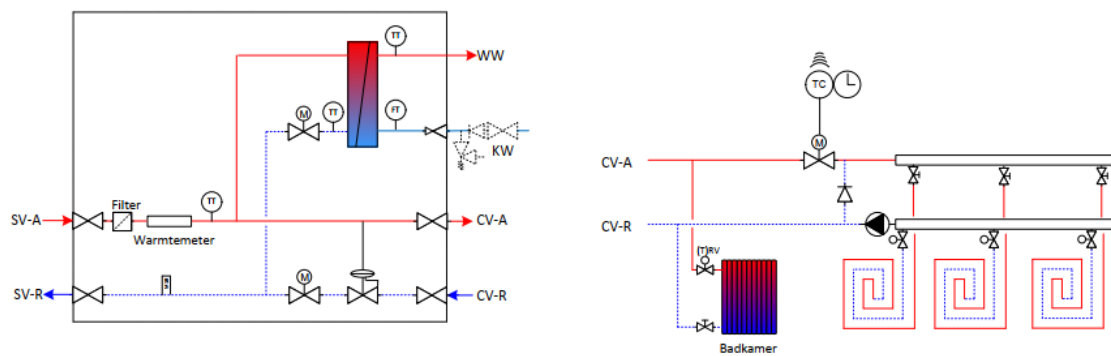 TT
WW
M
TT
FT
KW
SV-A
Filter
TT
Warmtemeter
CV-A
SV-R
M
CV-R
TC
M
CV-A
CV-R
(T)RV
Badkamer